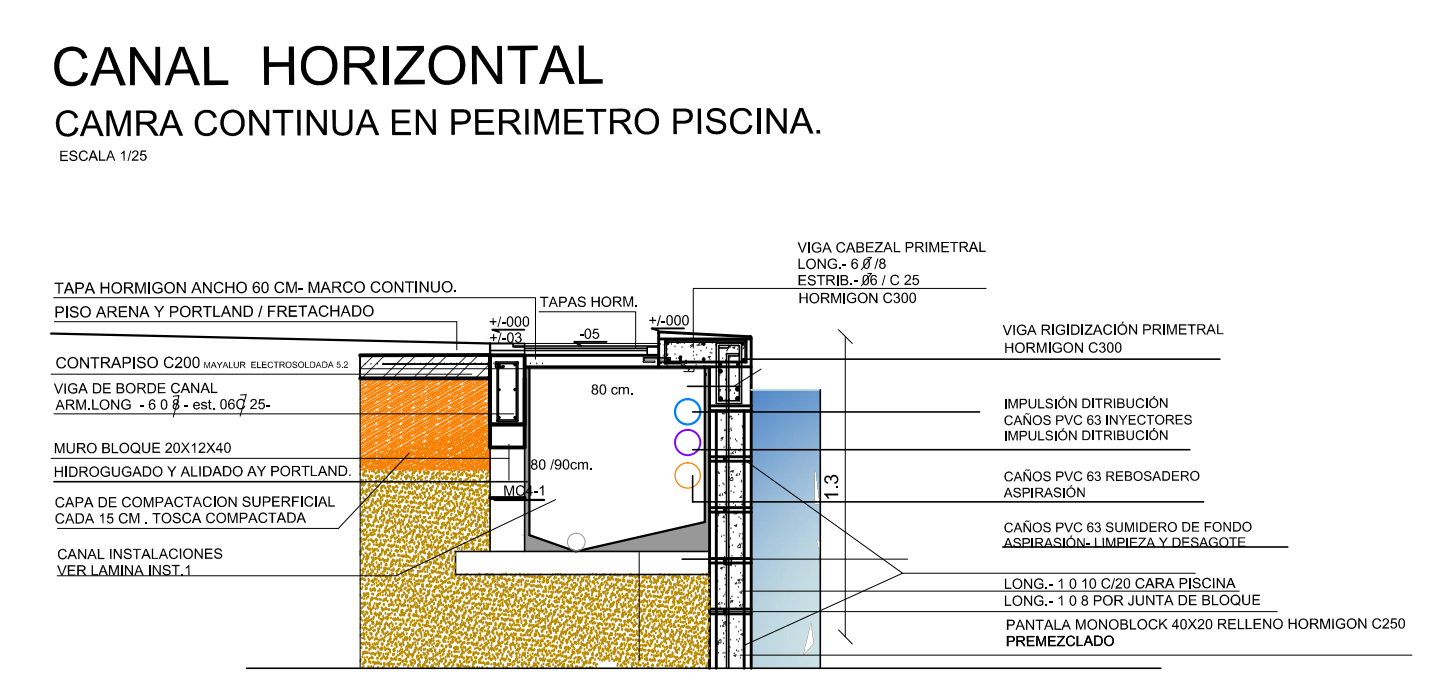 CANAL HORIZONTAL
CAMRA CONTINUA EN PERIMETRO PISCINA.
ESCALA 1/25
TAPA HORMIGON ANCHO 60 CM- MARCO CONTINUO.
PISO ARENA Y PORTLAND / FRETACHADO
CONTRAPISO C200 MAYALUR ELECTROSOLDADA 5.2
VIGA DE BORDE CANAL
ARM.LONG - 6 0 8 - est. 06Ç 25-
MURO BLOQUE 20X12X40
HIDROGUGADO Y ALIDADO AY PORTLAND.
CAPA DE COMPACTACION SUPERFICIAL
CADA 15 CM . TOSCA COMPACTADA
CANAL INSTALACIONES
VER LAMINA INST.1
TAPAS HORM.
+/-000
+/-03
-05
+/-000
80 cm.
80 /90cm.
MC4-1
1.3
VIGA CABEZAL PRIMETRAL
LONG.- 6 Ø /8
ESTRIB.- Ø6 / C 25
HORMIGON C300
VIGA RIGIDIZACIÓN PRIMETRAL
HORMIGON C300
IMPULSIÓN DITRIBUCIÓN
CAÑOS PVC 63 INYECTORES
IMPULSIÓN DITRIBUCIÓN
CAÑOS PVC 63 REBOSADERO
ASPIRASIÓN
CAÑOS PVC 63 SUMIDERO DE FONDO
ASPIRASIÓN- LIMPIEZA Y DESAGOTE
LONG.- 1 0 10 C/20 CARA PISCINA
LONG.- 1 0 8 POR JUNTA DE BLOQUE
PANTALA MONOBLOCK 40X20 RELLENO HORMIGON C250
PREMEZCLADO